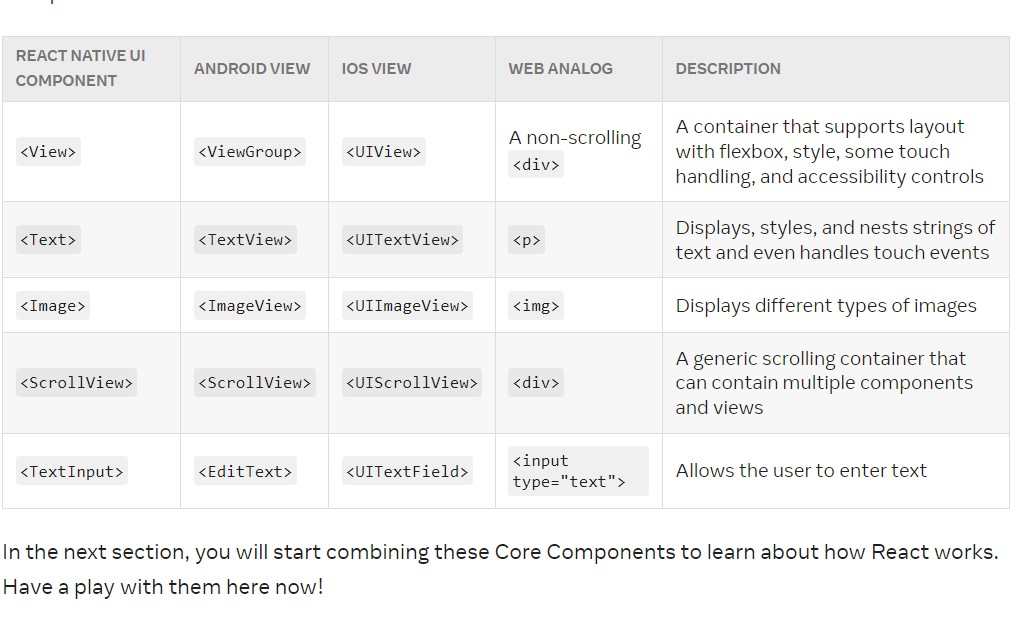 REACT NATIVE UI
COMPONENT
ANDROID VIEW
IOS VIEW
WEB ANALOG
DESCRIPTION
<View>
<ViewGroup>
<UIView>
A non-scrolling
<div>
A container that supports layout
with flexbox, style, some touch
handling, and accessibility controls
<Text>
<TextView>
<UITextView>
<p>
Displays, styles, and nests strings of
text and even handles touch events
<Image>
<ImageView>
<UIImageView>
<img>
Displays different types of images
<ScrollView>
<ScrollView>
<UIScrollView>
<div>
A generic scrolling container that
can contain multiple components
and views
<TextInput>
<EditText>
<UITextField>
<input
type="text">
Allows the user to enter text
In the next section, you will start combining these Core Components to learn about how React works.
Have a play with them here now!